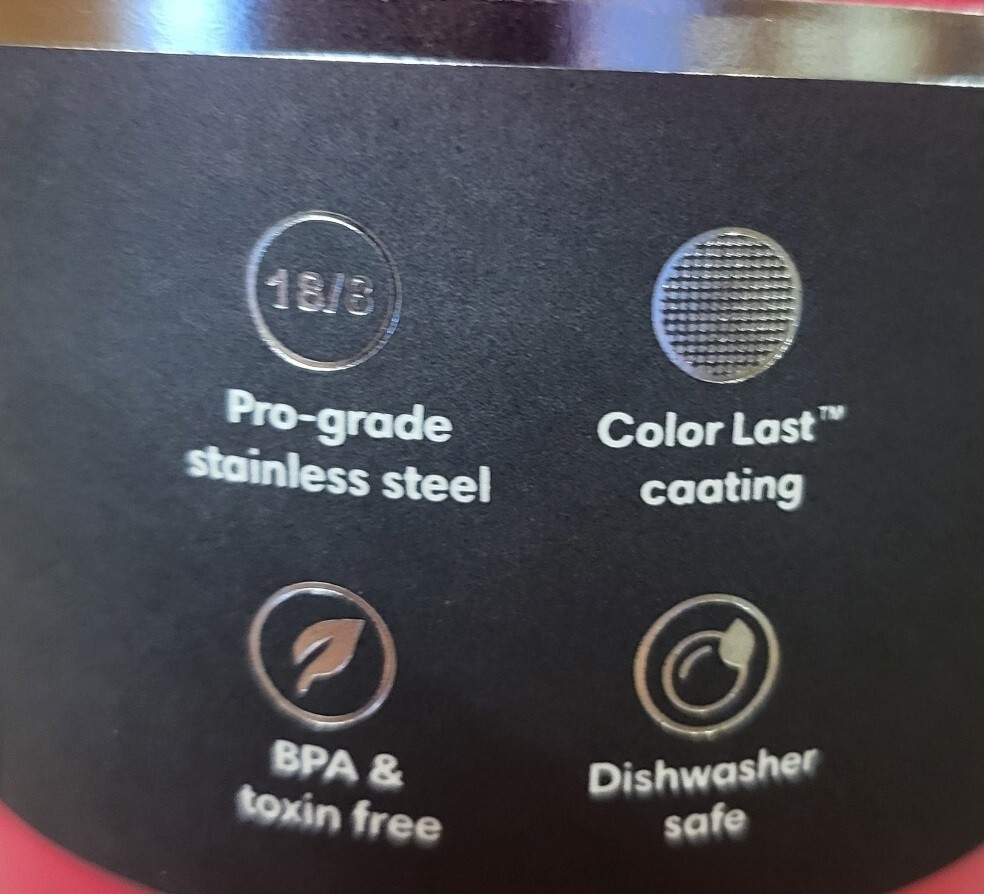 18/8
Pro-grade
stainless steel
Color Last™
caating
BPA &
toxin free
Dishwasher
safe